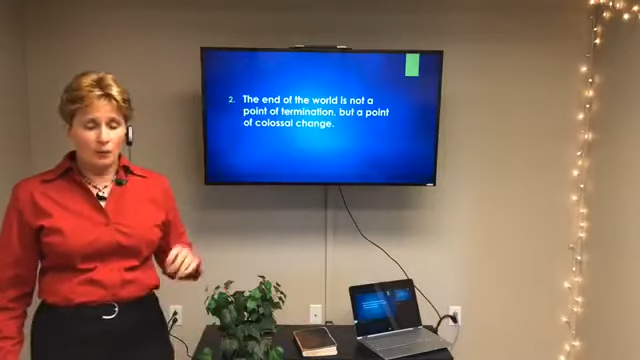 2. The end of the world is not a
point of termination, but a point
of colossal change.